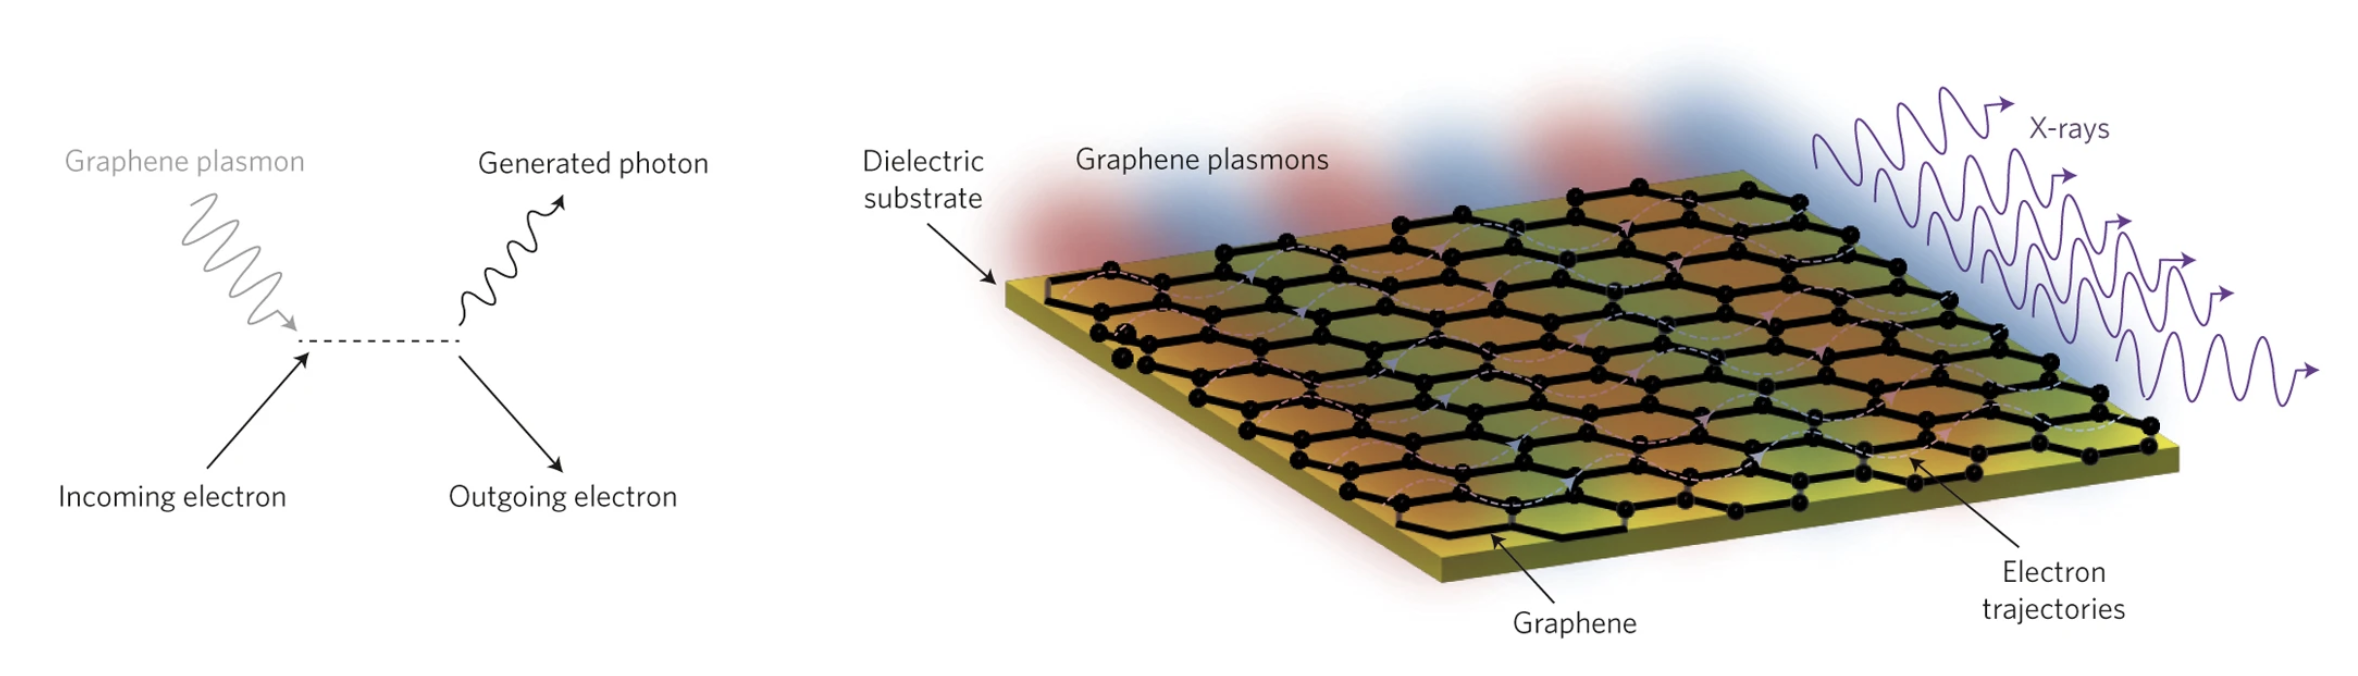 Graphene plasmon
Generated photon
Incoming electron
Outgoing electron
Dielectric
substrate
Graphene plasmons
X-rays
Graphene
Electron
trajectories